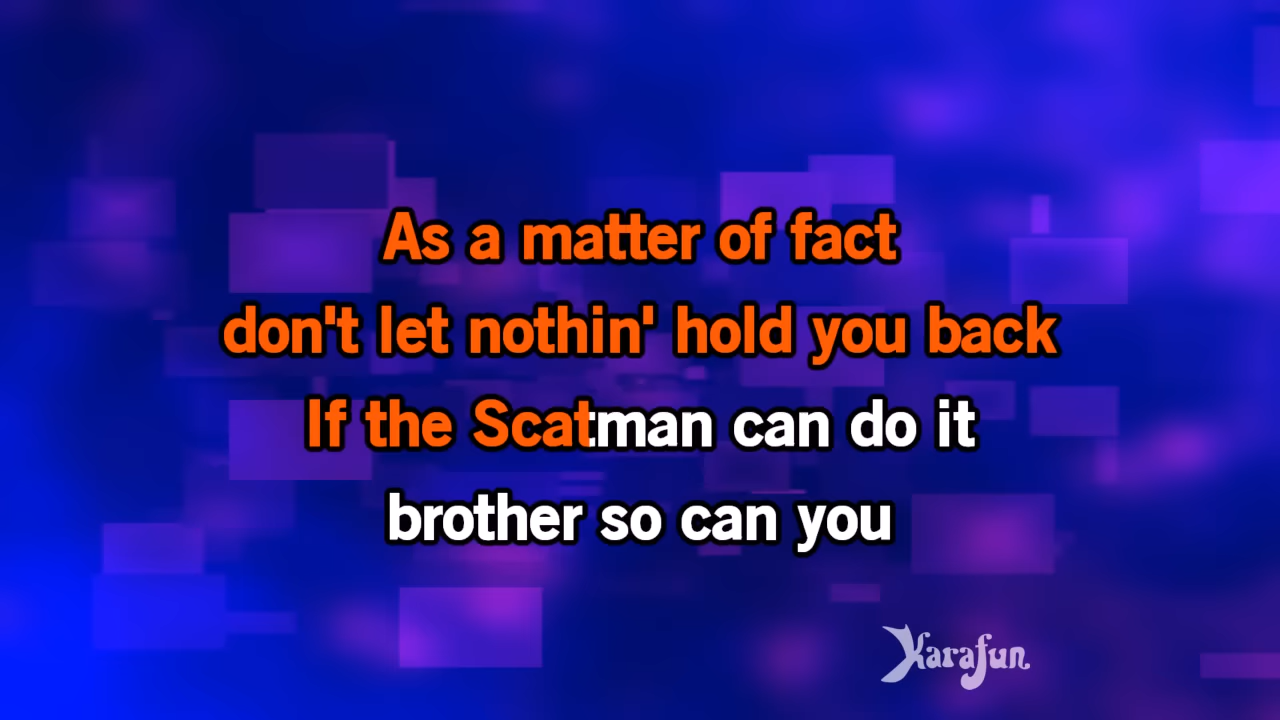 As a matter of fact
don't let nothin' hold you back
If the Scatman can do it
brother so can you
Karafun